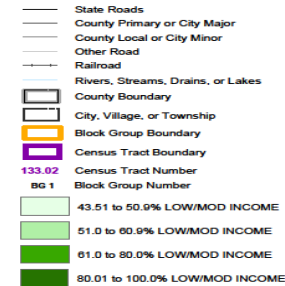 State Roads
County Primary or City Major
County Local or City Minor
Other Road
Railroad
Rivers, Streams, Drains, or Lakes
County Boundary
City, Village, or Township
Block Group Boundary
Census Tract Boundary
133.02 Census Tract Number
BG 1 Block Group Number
43.51 to 50.9% LOW/MOD INCOME
51.0 to 60.9% LOW/MOD INCOME
61.0 to 80.0% LOW/MOD INCOME
80.01 to 100.0% LOW/MOD INCOME